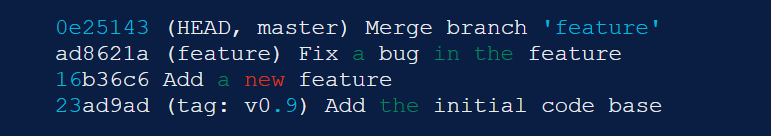 0e25143 (HEAD, master) Merge branch 'feature'
ad8621a (feature) Fix a bug in the feature
16b36c6 Add a new feature
23ad9ad (tag: v0.9) Add the initial code base